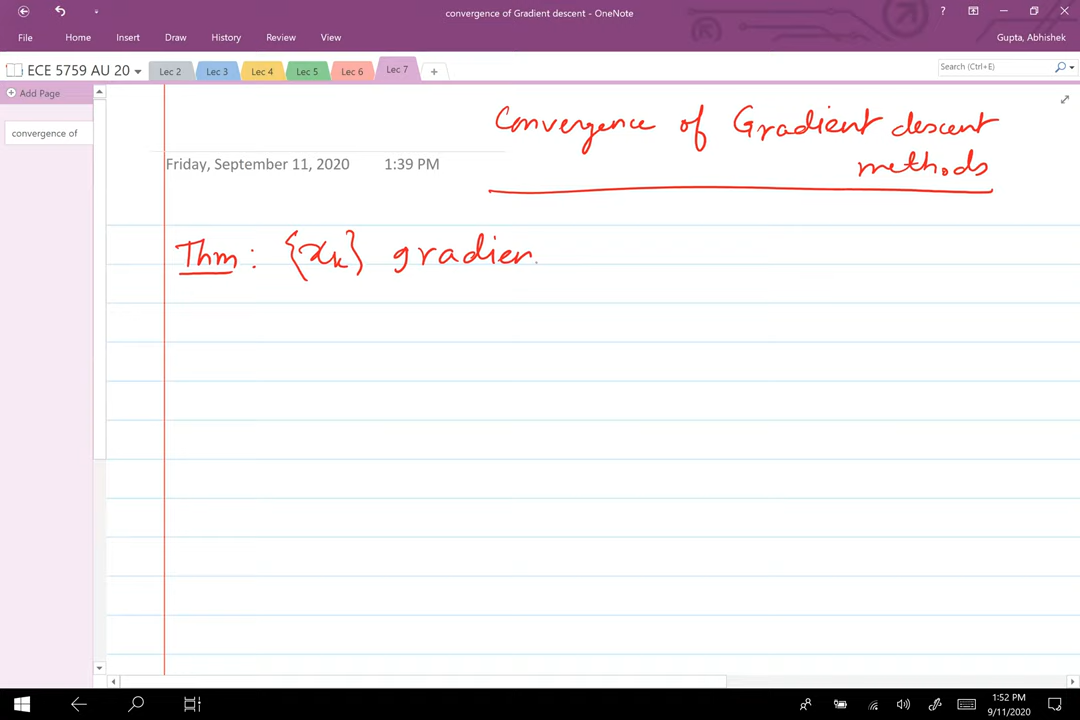 convergence of Gradient descent - OneNote
?
File Home Insert Draw History Review View
Gupta, Abhishek
ECE 5759 AU 20
Lec 2 Lec 3 Lec 4 Lec 5 Lec 6 Lec 7 +
Search (Ctrl+E)
Add Page
convergence of
Convergence of Gradient descent
methods
Friday, September 11, 2020 1:39 PM
Thm : {xk} gradien
1:52 PM
9/11/2020